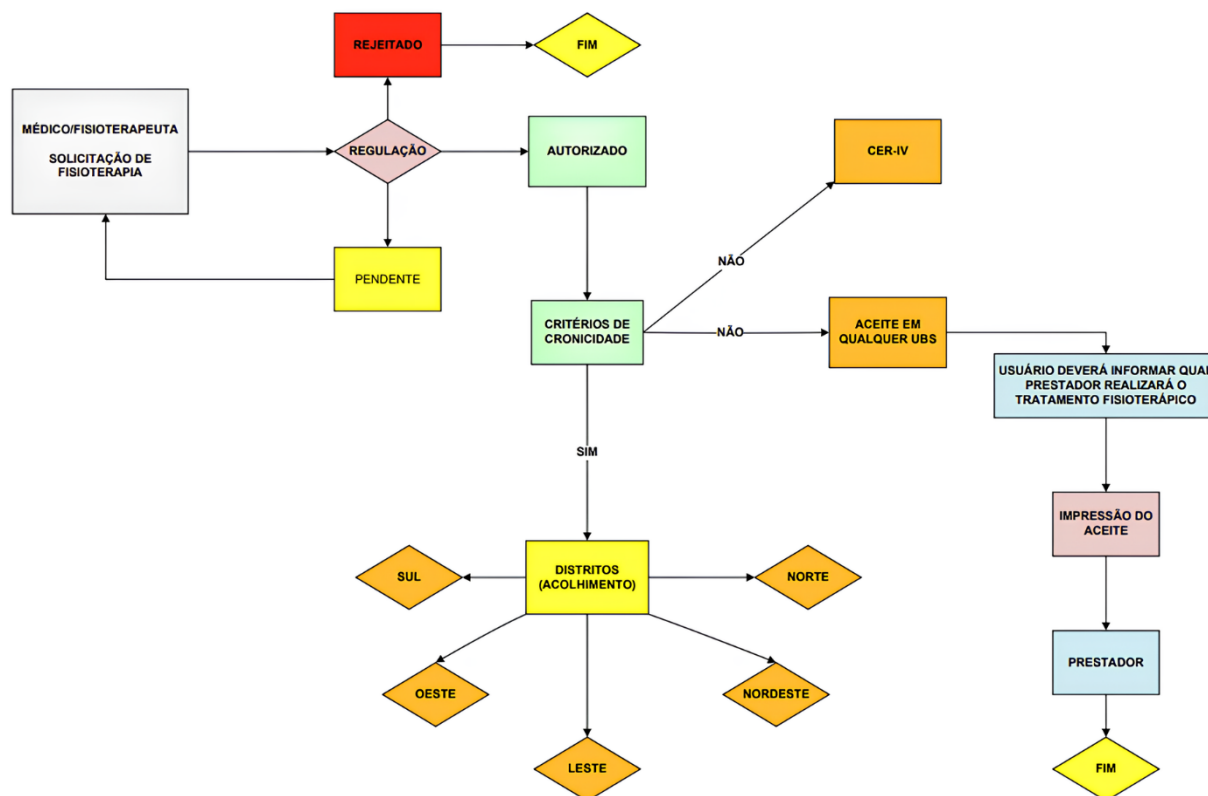 REJEITADO
FIM
MÉDICO/FISIOTERAPEUTA
SOLICITAÇÃO DE
FISIOTERAPIA
REGULAÇÃO
AUTORIZADO
CER-IV
PENDENTE
NÃO
CRITÉRIOS DE
CRONICIDADE
NÃO
ACEITE EM
QUALQUER UBS
USUÁRIO DEVERÁ INFORMAR QUAL
PRESTADOR REALIZARÁ O
TRATAMENTO FISIOTERÁPICO
SIM
IMPRESSÃO DO
ACEITE
DISTRITOS
(ACOLHIMENTO)
SUL
NORTE
OESTE
NORDESTE
LESTE
PRESTADOR
FIM